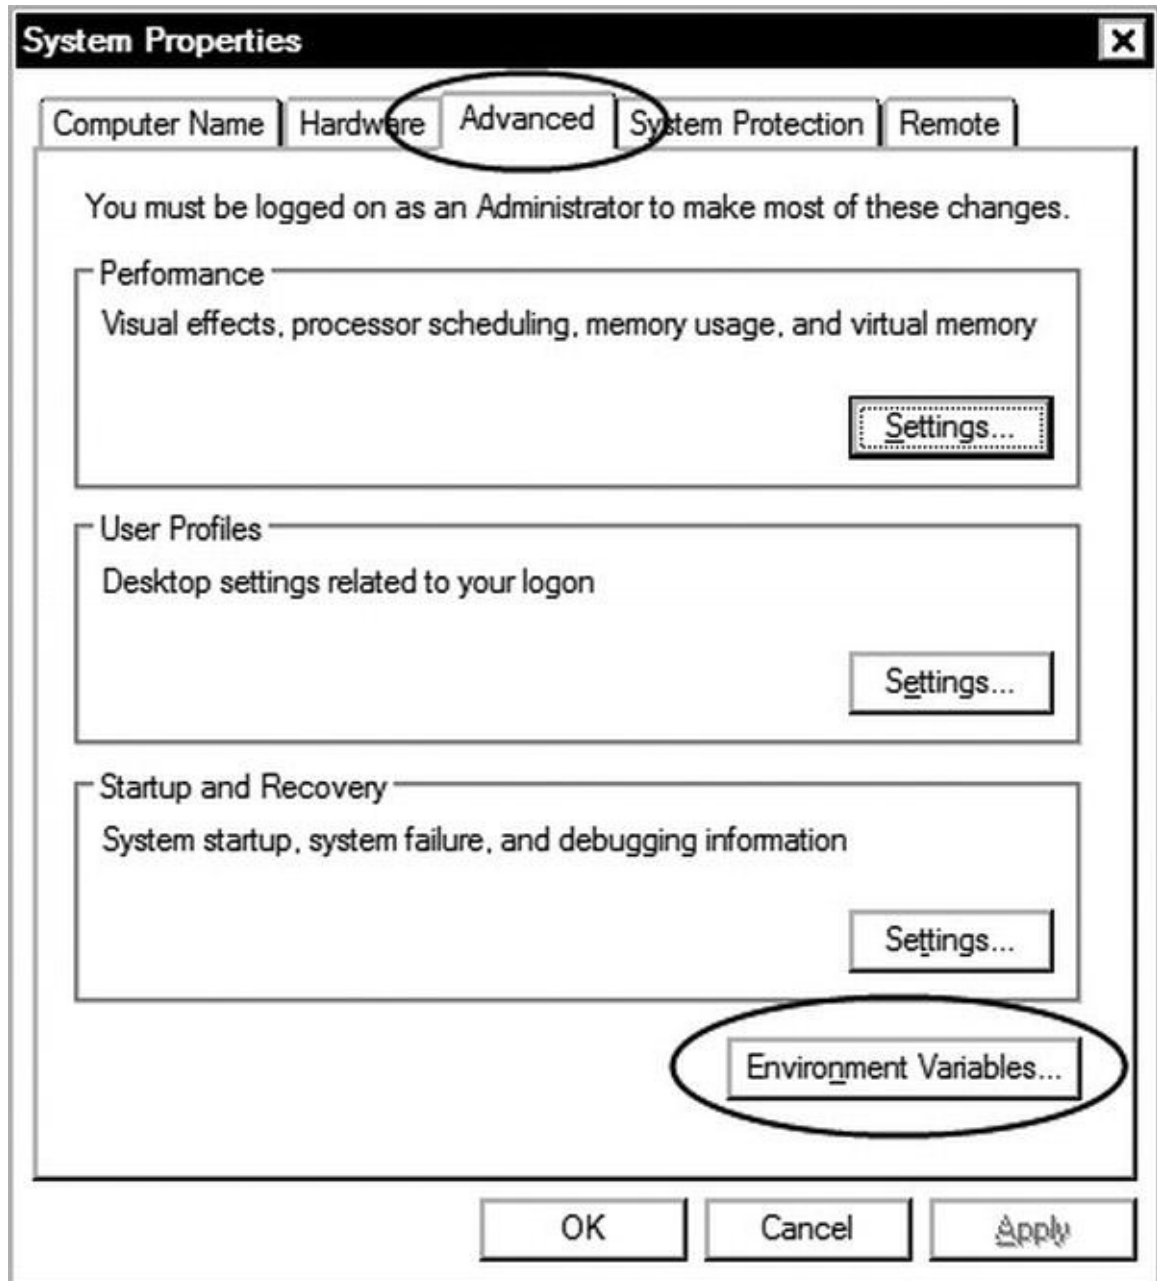 System Properties
Computer Name Hardware Advanced System Protection Remote
You must be logged on as an Administrator to make most of these changes.
Performance
Visual effects, processor scheduling, memory usage, and virtual memory
Settings...
User Profiles
Desktop settings related to your logon
Settings...
Startup and Recovery
System startup, system failure, and debugging information
Settings...
Environment Variables...
OK Cancel Apply